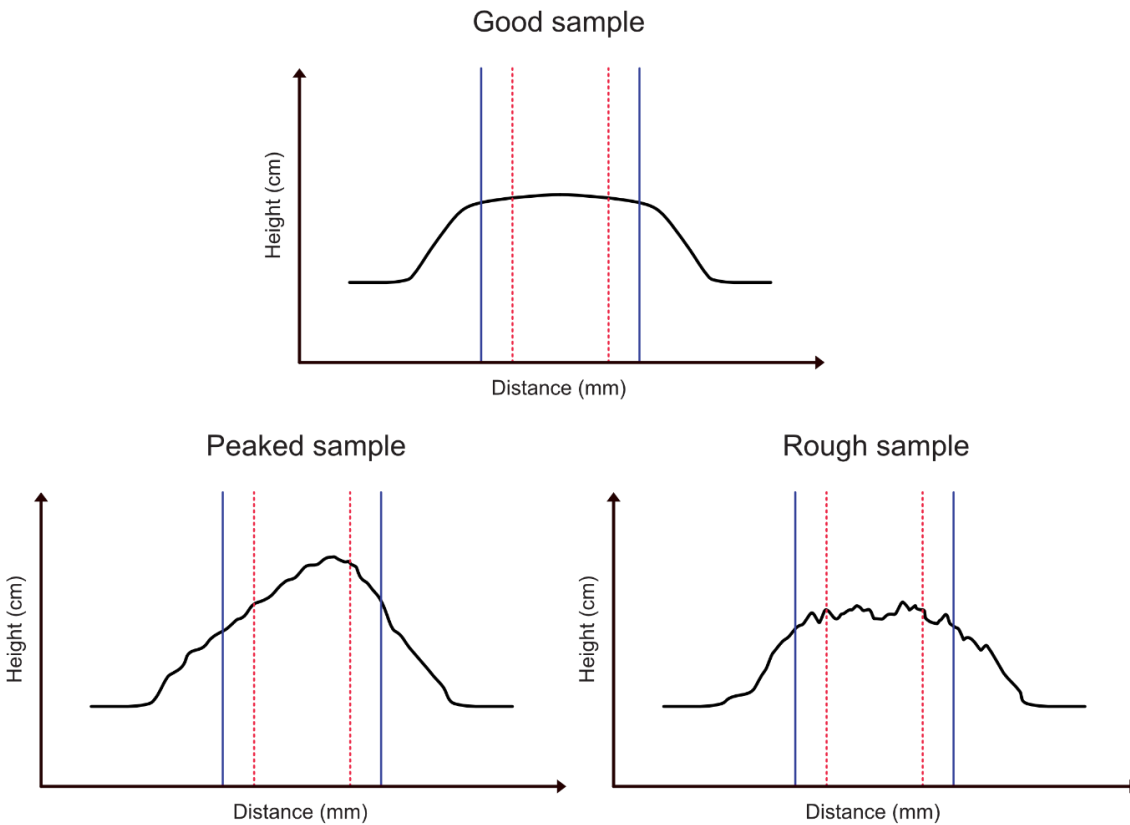 Good sample
Height (cm)
Distance (mm)
Peaked sample
Height (cm)
Distance (mm)
Rough sample
Height (cm)
Distance (mm)